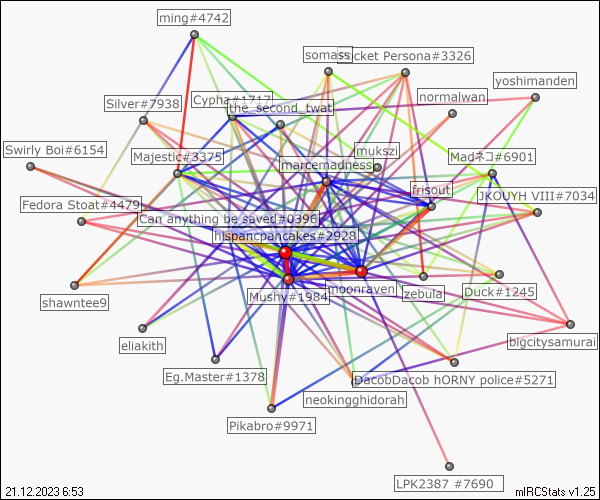 ming#4742
somass
Pocket Persona#3326
yoshimanden
Silver#7938
Cypha#1717
normalwan
the_second_twat
Swirly Boi#6154
Majestic#3375
mukszi
Madネコ#6901
marcemadness
frisout
JKOUYH VIII#7034
Fedora Stoat#4479
Can anything be saved#0396
hispancpancakes#2928
shawntee9
Mushy#1984
moonraven
zebula
Duck#1245
eliakith
bigcitysamurai
Eg.Master#1378
DacobDacob hORNY police#5271
neokingghidorah
Pikabro#9971
LPK2387 #7690
21.12.2023 6:53
mIRCStats v1.25